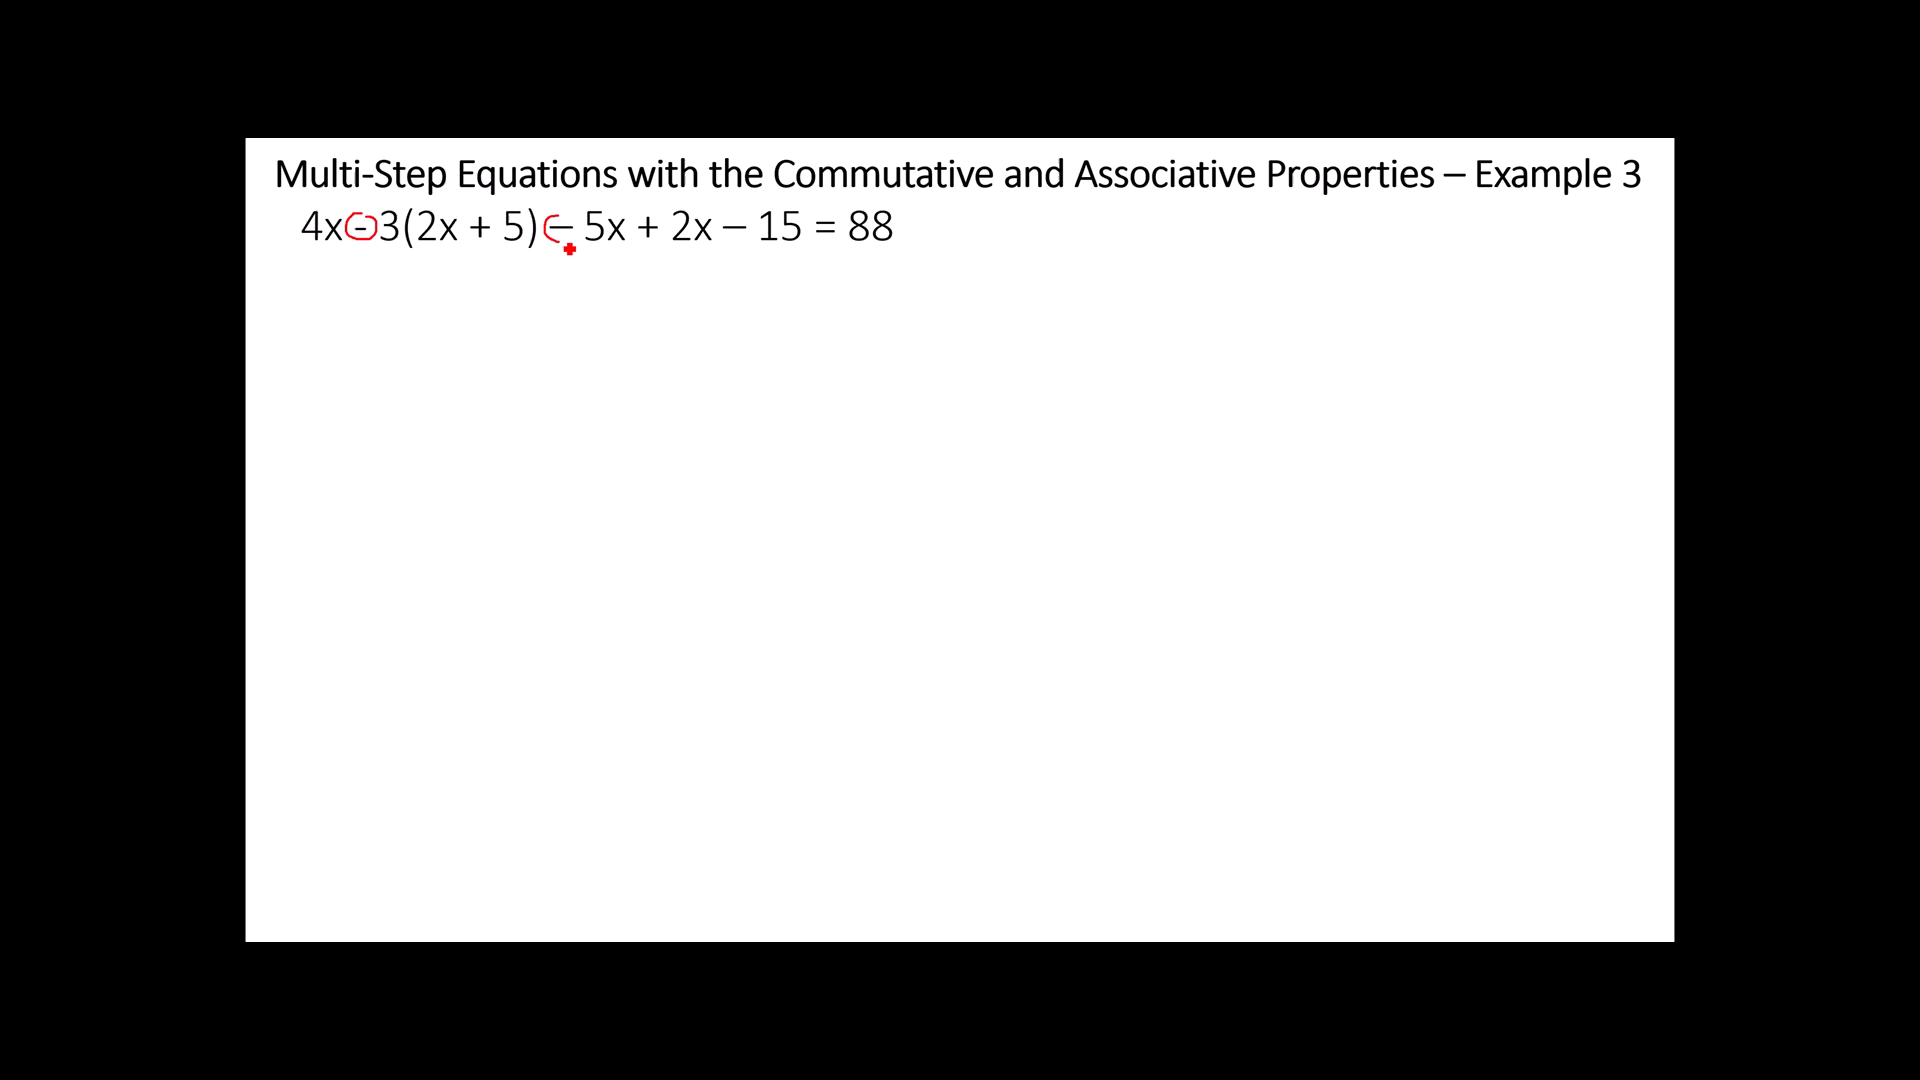 Multi-Step Equations with the Commutative and Associative Properties – Example 3
4x - 3(2x + 5) – 5x + 2x – 15 = 88